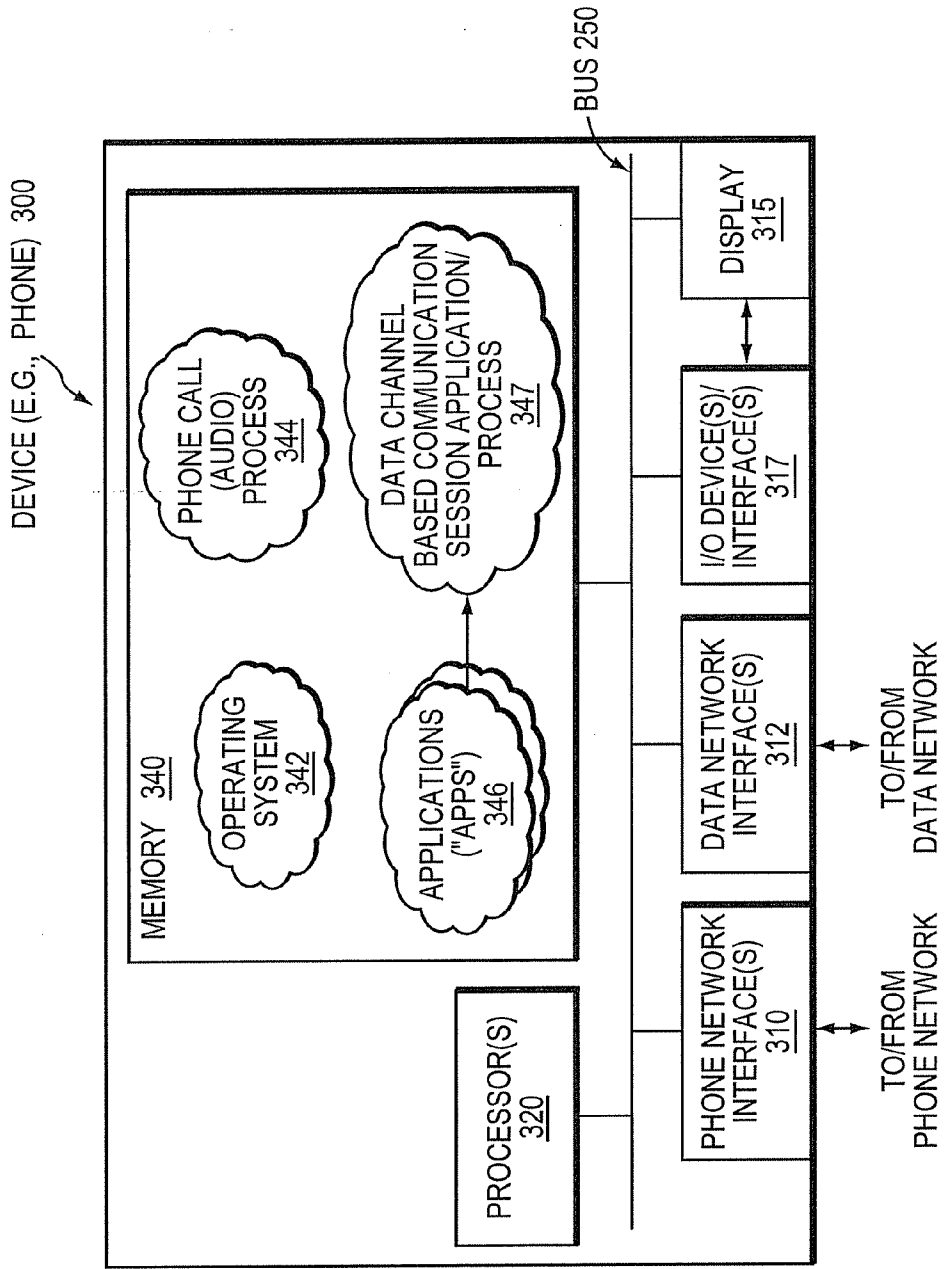 DEVICE (E.G., PHONE) 300
MEMORY 340
OPERATING
SYSTEM
342
PHONE CALL
(AUDIO)
PROCESS
344
APPLICATIONS
("APPS")
346
DATA CHANNEL
BASED COMMUNICATION
SESSION APPLICATION/
PROCESS
347
PROCESSOR(S)
320
BUS 250
PHONE NETWORK
INTERFACE(S)
310
DATA NETWORK
INTERFACE(S)
312
I/O DEVICE(S)/
INTERFACE(S)
317
DISPLAY
315
TO/FROM
PHONE NETWORK
TO/FROM
DATA NETWORK